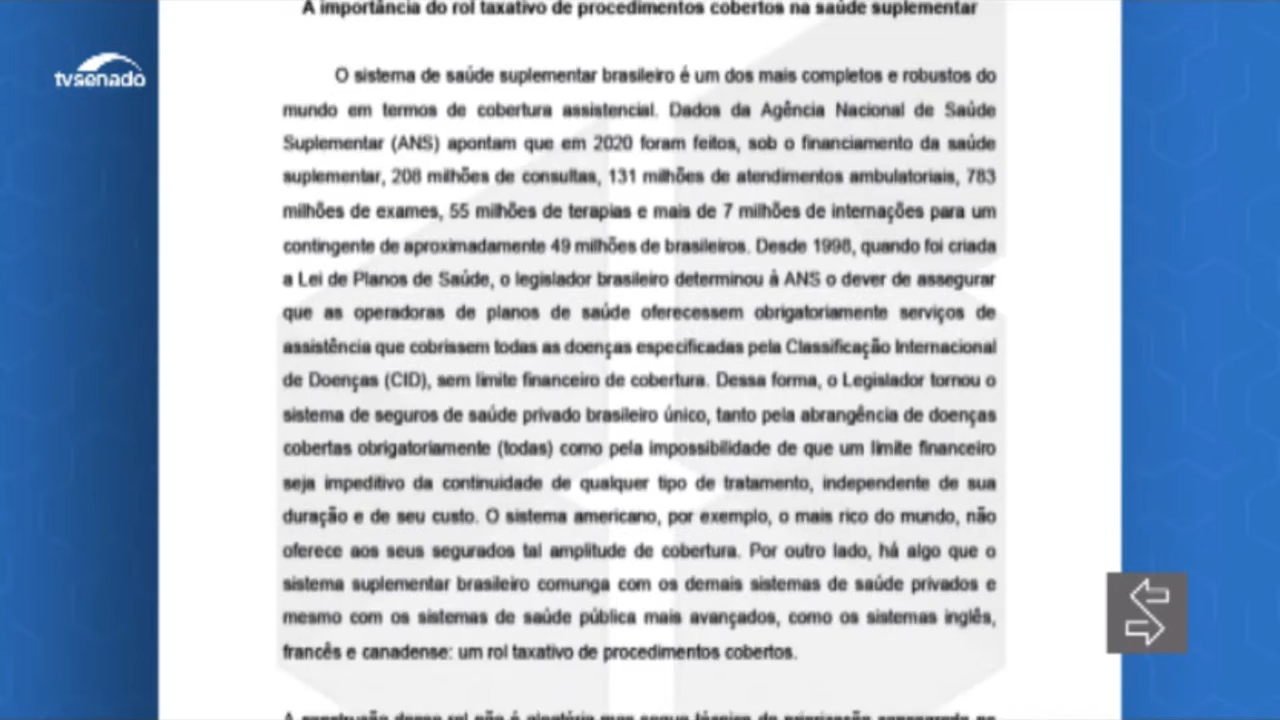 A importância do rol taxativo de procedimentos cobertos na saúde suplementar
tvsenado
O sistema de saúde suplementar brasileiro é um dos mais completos e robustos do
mundo em termos de cobertura assistencial. Dados da Agência Nacional de Saúde
Suplementar (ANS) apontam que em 2020 foram feitos, sob o financiamento da saúde
suplementar, 208 milhões de consultas, 131 milhões de atendimentos ambulatoriais, 783
milhões de exames, 55 milhões de terapias e mais de 7 milhões de internações para um
contingente de aproximadamente 49 milhões de brasileiros. Desde 1998, quando foi criada
a Lei de Planos de Saúde, o legislador brasileiro determinou à ANS o dever de assegurar
que as operadoras de planos de saúde oferecessem obrigatoriamente serviços de
assistência que cobrissem todas as doenças especificadas pela Classificação Internacional
de Doenças (CID), sem limite financeiro de cobertura. Dessa forma, o Legislador tornou o
sistema de seguros de saúde privado brasileiro único, tanto pela abrangência de doenças
cobertas obrigatoriamente (todas) como pela impossibilidade de que um limite financeiro
seja impeditivo da continuidade de qualquer tipo de tratamento, independente de sua
duração e de seu custo. O sistema americano, por exemplo, o mais rico do mundo, não
oferece aos seus segurados tal amplitude de cobertura. Por outro lado, há algo que o
sistema suplementar brasileiro comunga com os demais sistemas de saúde privados e
mesmo com os sistemas de saúde pública mais avançados, como os sistemas inglês,
francês e canadense: um rol taxativo de procedimentos cobertos.